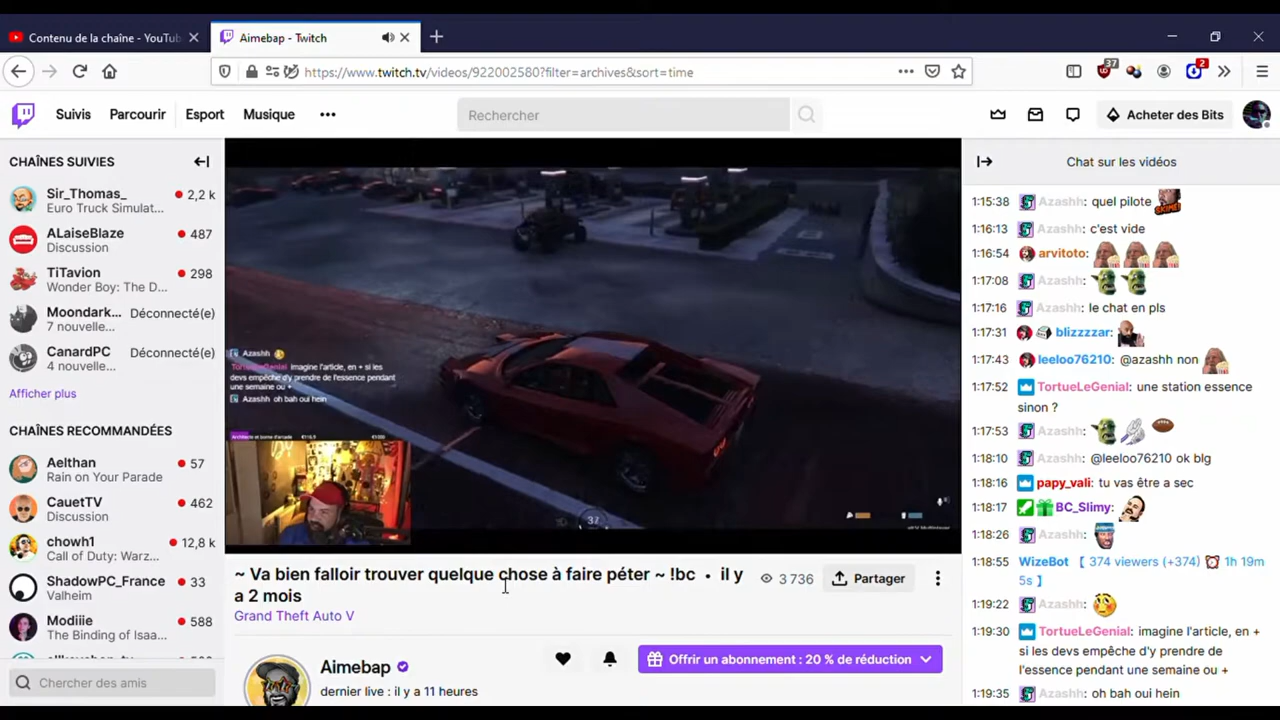 Contenu de la chaîne - YouTub
Aimebap - Twitch
https://www.twitch.tv/videos/922002580?filter=archives&sort=time
37
2
Suivis
Parcourir
Esport
Musique
Rechercher
Acheter des Bits
CHAÎNES SUIVIES
Sir_Thomas_
2,2 k
Euro Truck Simulat...
ALaiseBlaze
487
Discussion
TiTavion
298
Wonder Boy: The D...
Moondark...
Déconnecté(e)
7 nouvelle...
CanardPC
Déconnecté(e)
4 nouvelle...
Afficher plus
CHAÎNES RECOMMANDÉES
Aelthan
57
Rain on Your Parade
CauetTV
462
Discussion
chowh1
12,8 k
Call of Duty: Warz...
ShadowPC_France
33
Valheim
Modiiie
588
The Binding of Isaa...
Chercher des amis
Azashh
TortueLeGenial: imagine l'article, en + si les
devs empêche d'y prendre de l'essence pendant
une semaine ou +
Azashh oh bah oui hein
37
~ Va bien falloir trouver quelque chose à faire péter ~ !bc • il y
a 2 mois
Grand Theft Auto V
3 736
Partager
Aimebap
dernier live : il y a 11 heures
Offrir un abonnement : 20 % de réduction
Chat sur les vidéos
1:15:38 Azashh: quel pilote
1:16:13 Azashh: c'est vide
1:16:54 arvitoto:
1:17:08 Azashh:
1:17:16 Azashh: le chat en pls
1:17:31 blizzzzar:
1:17:43 leeloo76210: @azashh non
1:17:52 TortueLeGenial: une station essence
sinon ?
1:17:53 Azashh:
1:18:10 Azashh: @leeloo76210 ok blg
1:18:16 papy_vali: tu vas être a sec
1:18:17 BC_Slimy:
1:18:26 Azashh:
1:18:55 WizeBot 【 374 viewers (+374) 1h 19m
5s 】
1:19:22 Azashh:
1:19:30 TortueLeGenial: imagine l'article, en +
si les devs empêche d'y prendre de
l'essence pendant une semaine ou +
1:19:35 Azashh: oh bah oui hein